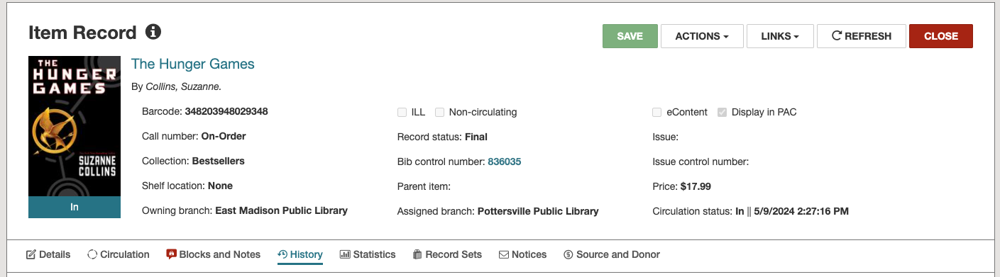 Item Record
SAVE ACTIONS LINKS REFRESH CLOSE
THE
HUNGER
GAMES
SUZANNE
COLLINS
In
The Hunger Games
By Collins, Suzanne.
Barcode: 348203948029348
ILL Non-circulating
eContent Display in PAC
Call number: On-Order
Record status: Final
Issue:
Collection: Bestsellers
Bib control number: 836035
Issue control number:
Shelf location: None
Parent item:
Price: $17.99
Owning branch: East Madison Public Library
Assigned branch: Pottersville Public Library
Circulation status: In || 5/9/2024 2:27:16 PM
Details Circulation Blocks and Notes History Statistics Record Sets Notices Source and Donor